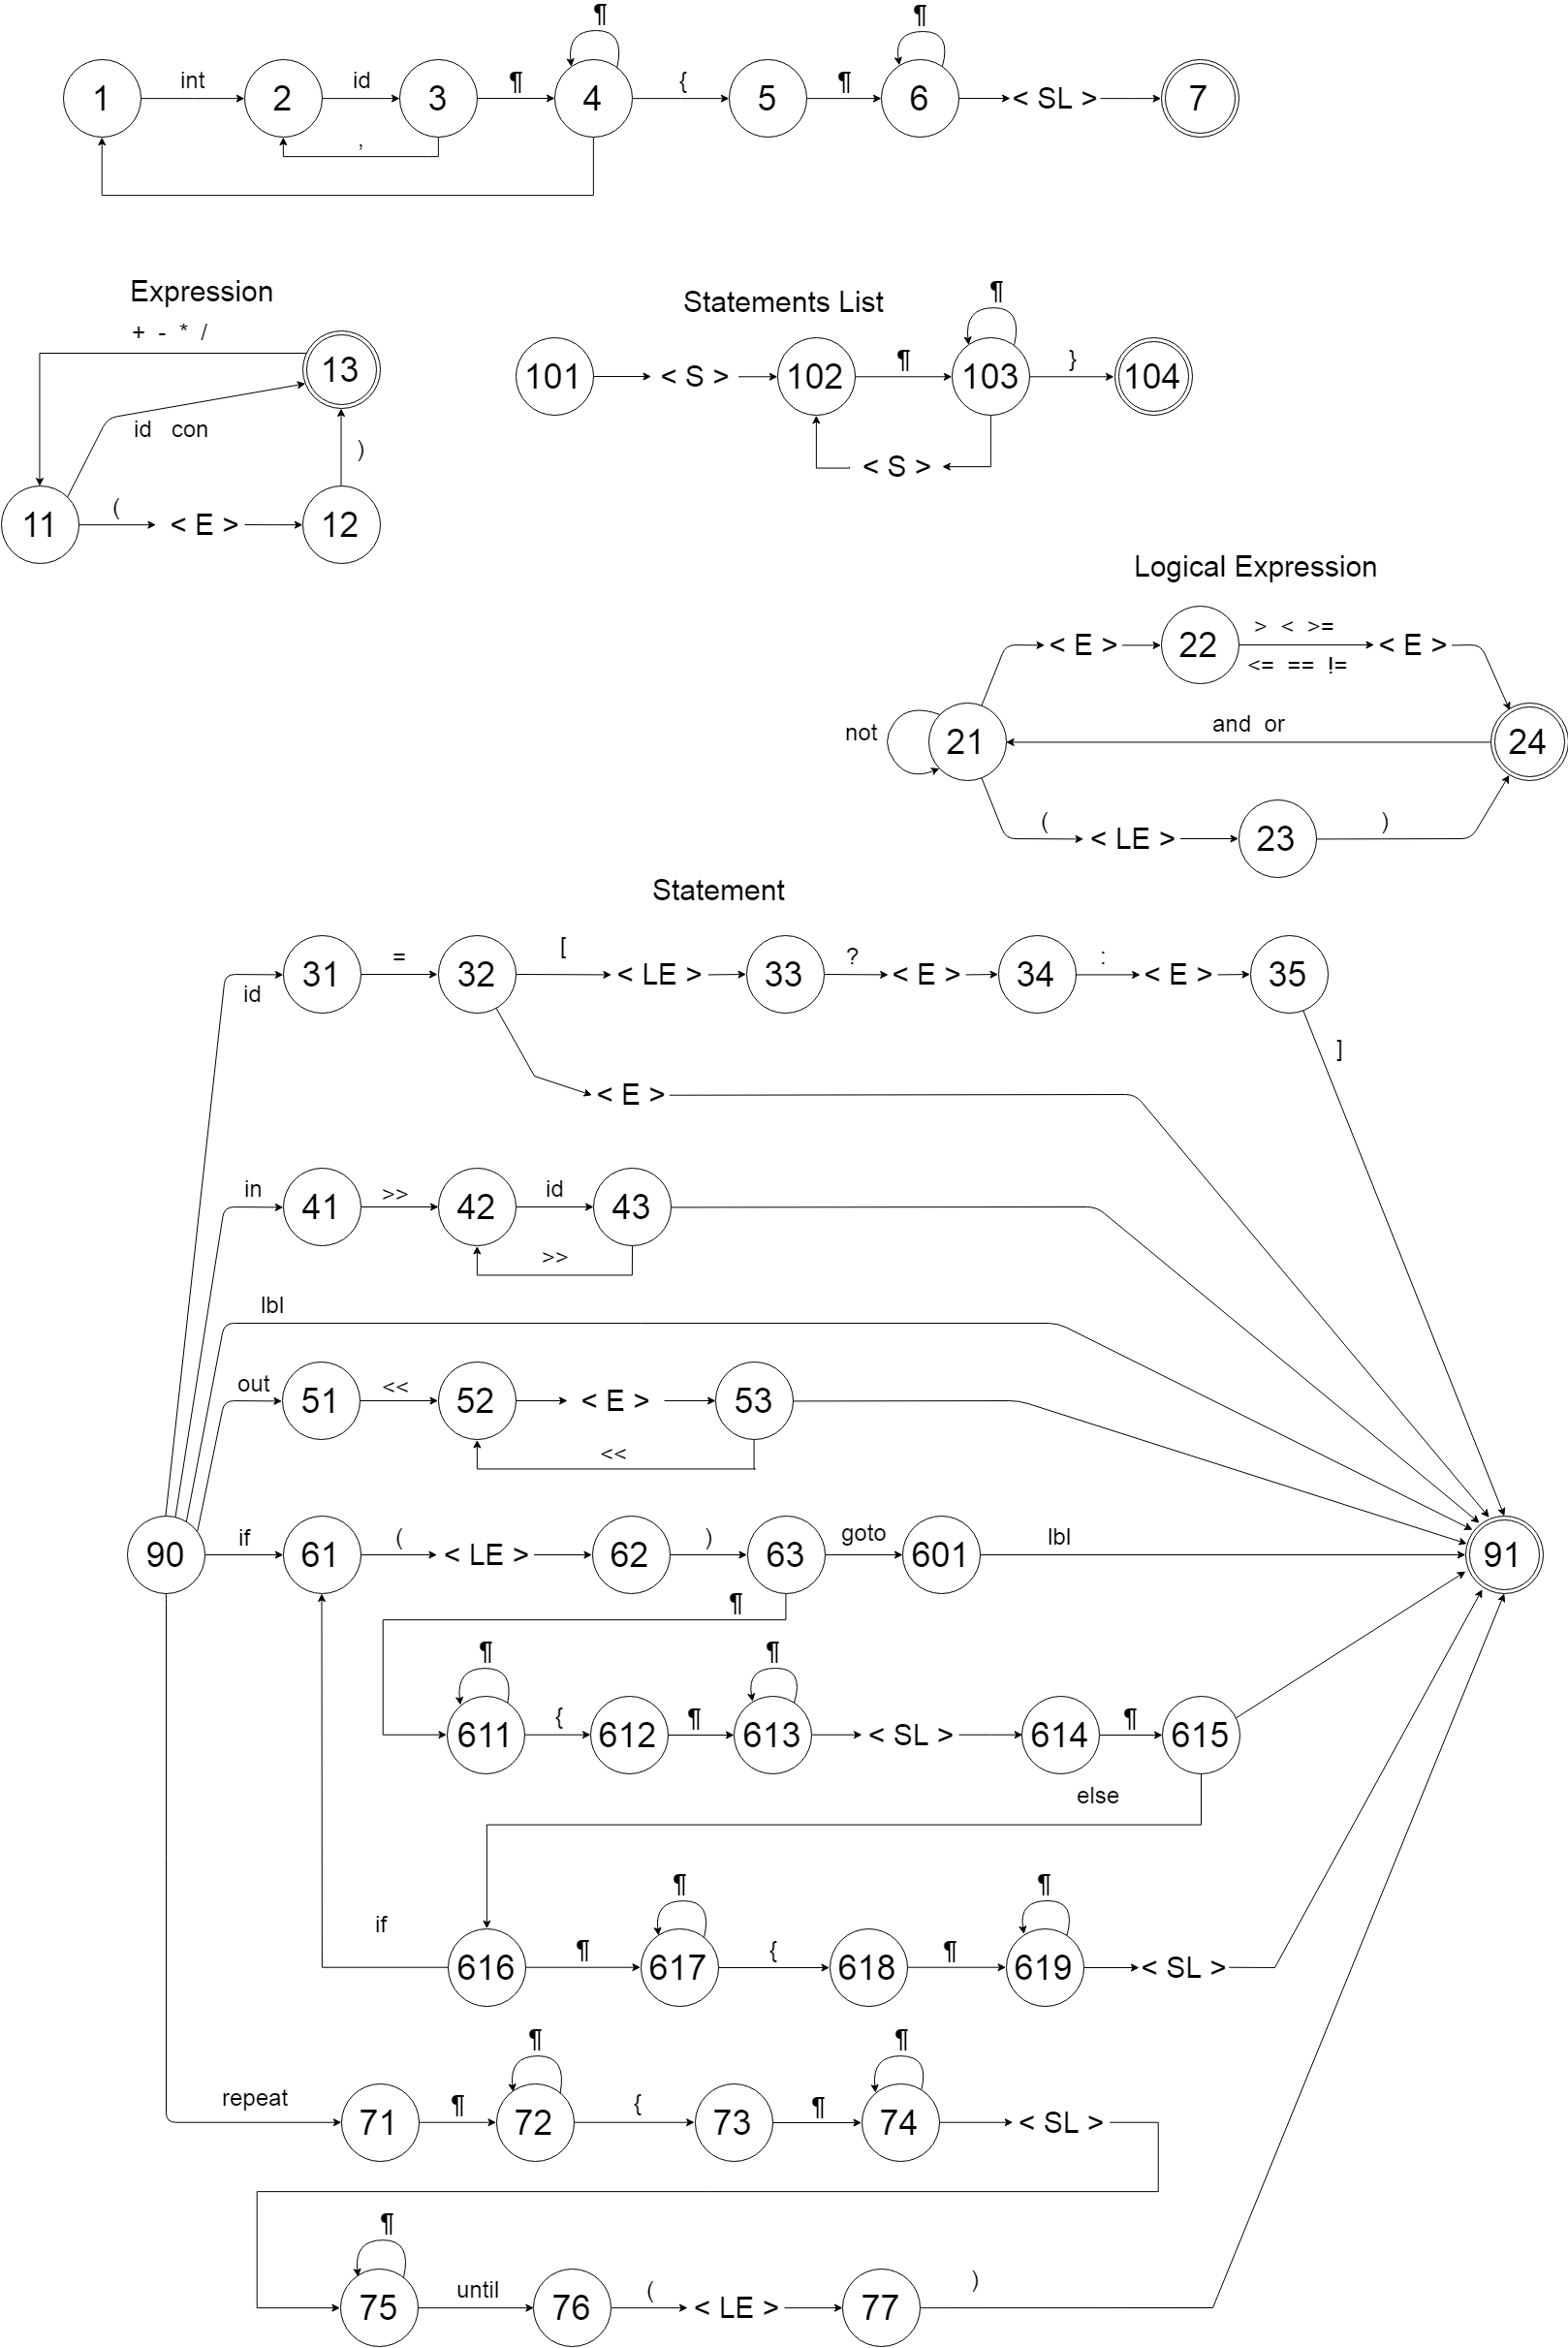 ¶ ¶
1 int 2 id 3 ¶ 4 { 5 ¶ 6 < SL > 7
,
Expression
+ - * /
13
id con
)
11 ( < E > 12
Statements List
¶
101 < S > 102 ¶ 103 } 104
< S >
Logical Expression
< E > 22 > < >= < E >
<= == !=
not 21 and or 24
( < LE > 23 )
Statement
id 31 = 32 [ < LE > 33 ? < E > 34 : < E > 35
]
< E >
in 41 >> 42 id 43
>>
lbl
out 51 << 52 < E > 53
<<
90 if 61 ( < LE > 62 ) 63 goto 601 lbl 91
¶
¶ ¶
611 { 612 ¶ 613 < SL > 614 ¶ 615
else
¶ ¶
if 616 ¶ 617 { 618 ¶ 619 < SL >
¶ ¶
repeat 71 ¶ 72 { 73 ¶ 74 < SL >
¶
75 until 76 ( < LE > 77 )